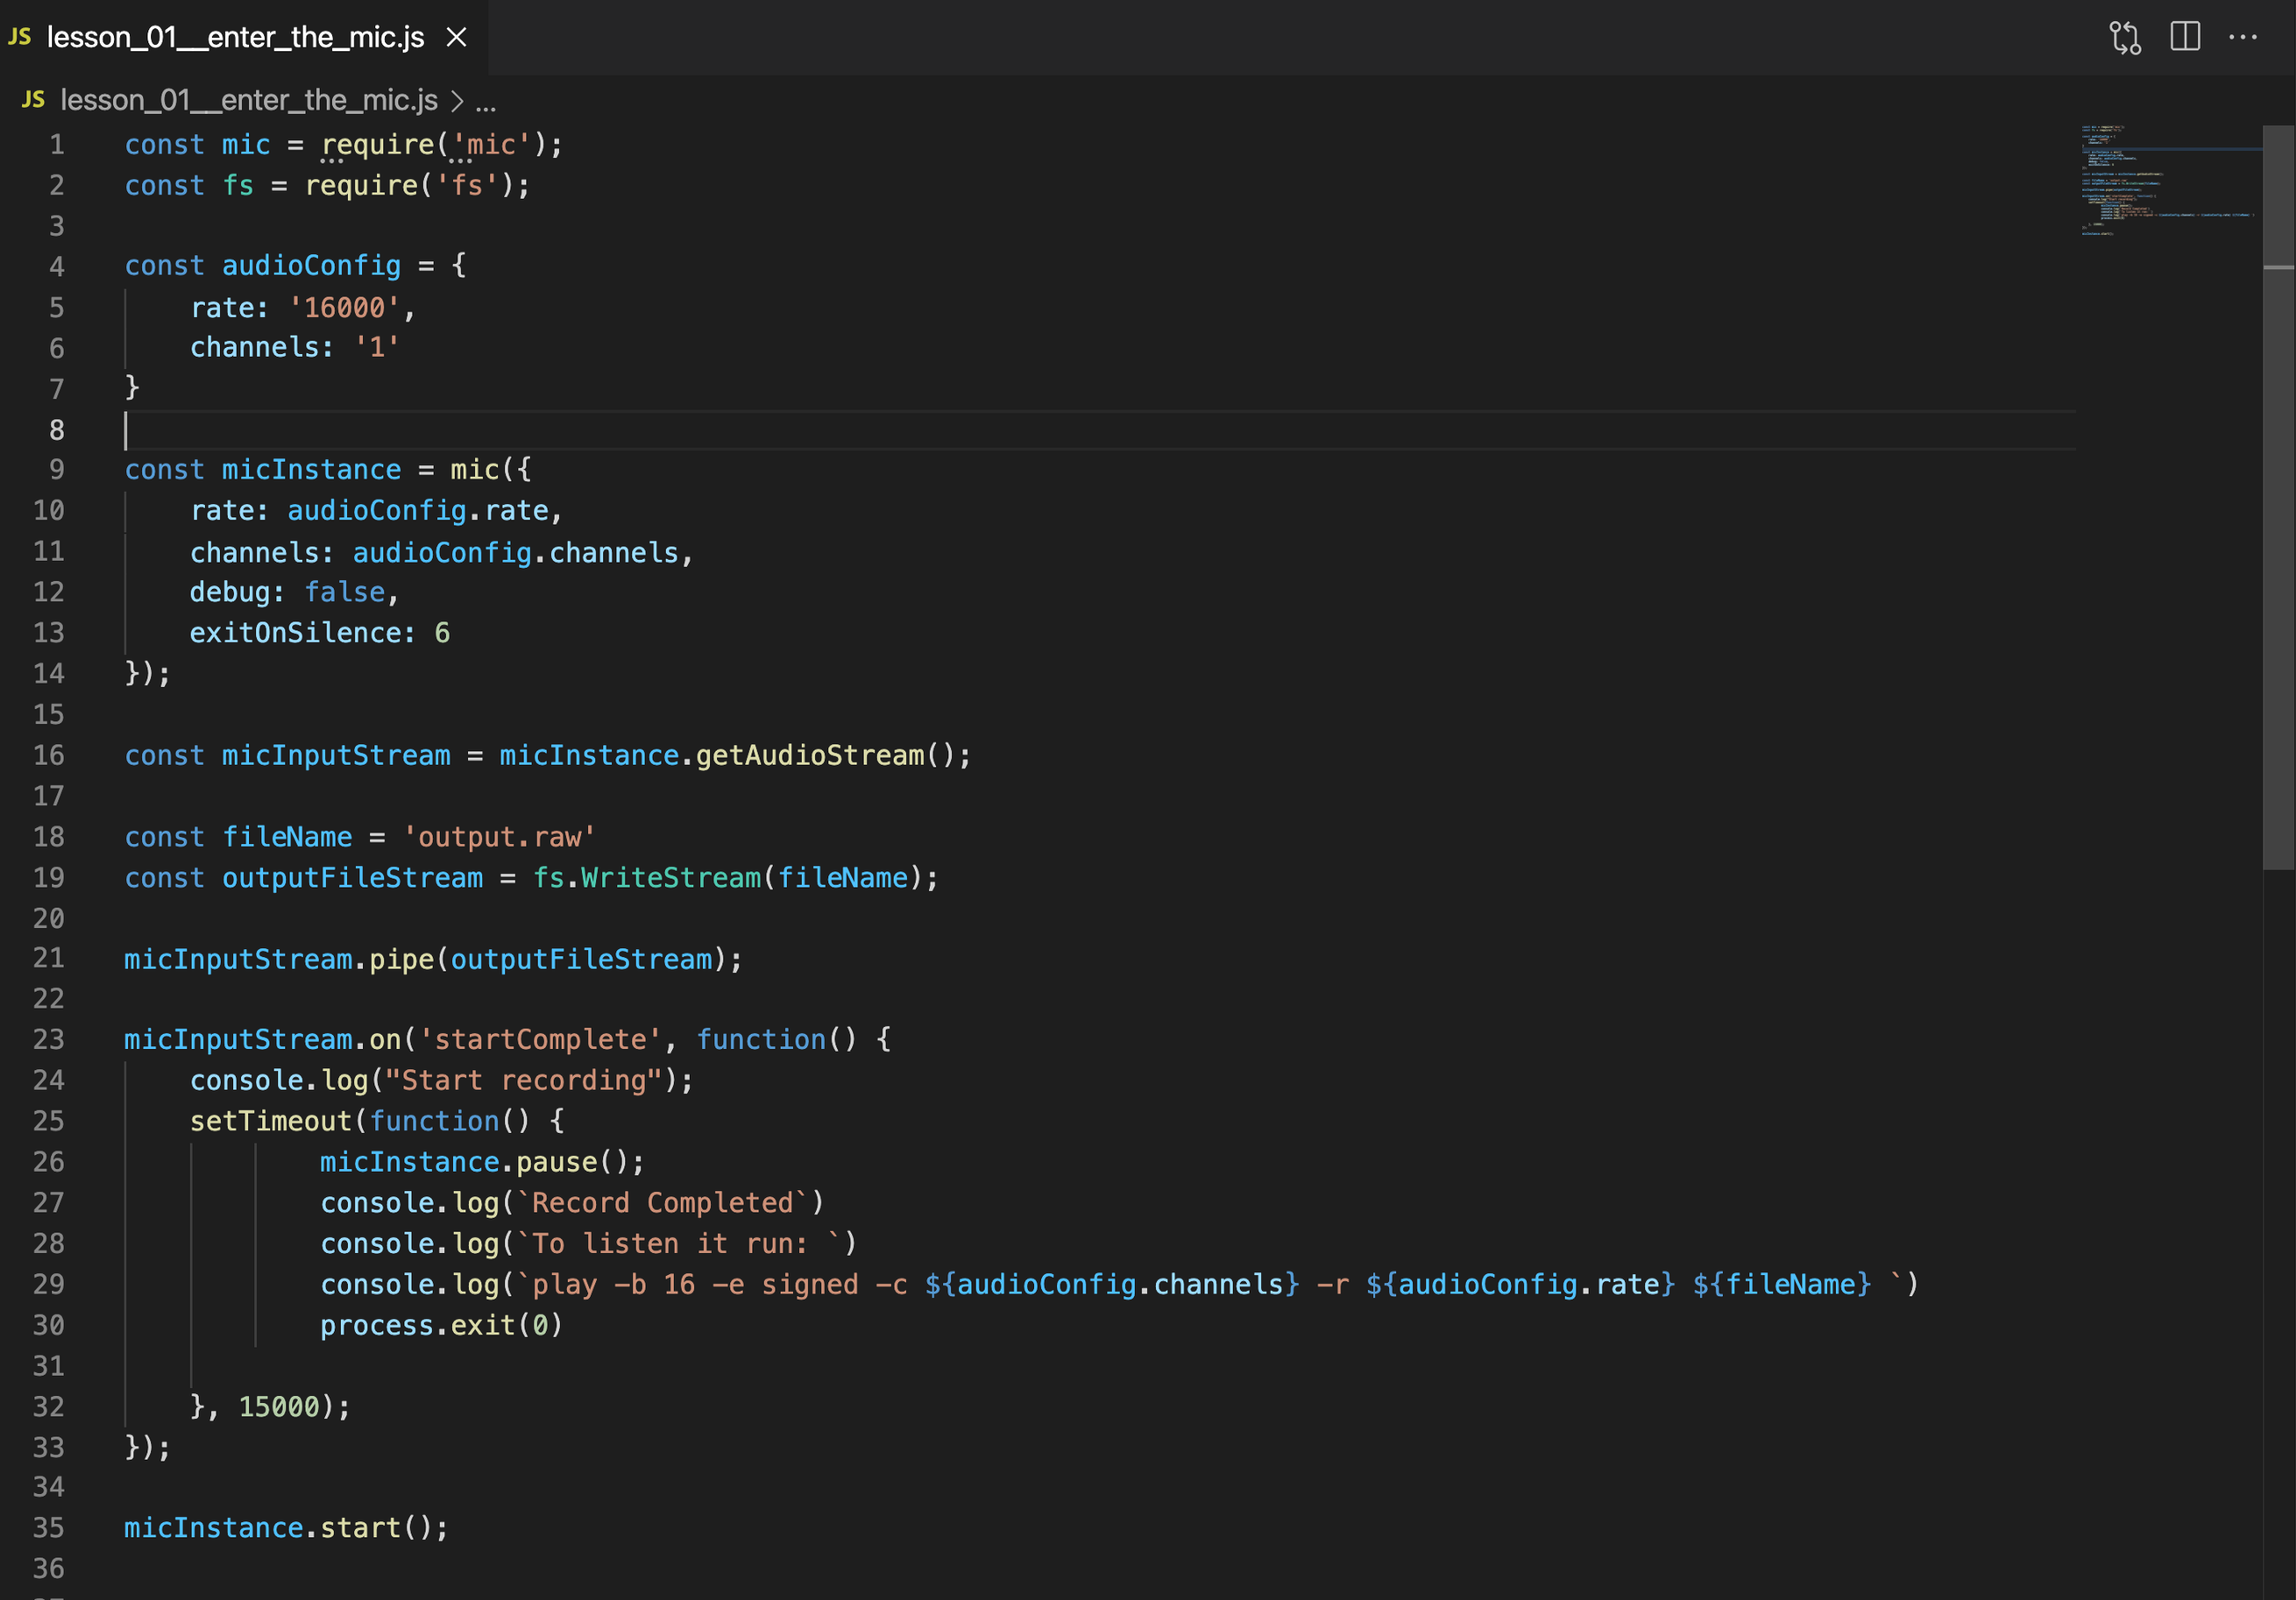 JS lesson_01__enter_the_mic.js ×
JS lesson_01__enter_the_mic.js > ...
1 const mic = require('mic');
2 const fs = require('fs');
3
4 const audioConfig = {
5     rate: '16000',
6     channels: '1'
7 }
8
9 const micInstance = mic({
10     rate: audioConfig.rate,
11     channels: audioConfig.channels,
12     debug: false,
13     exitOnSilence: 6
14 });
15
16 const micInputStream = micInstance.getAudioStream();
17
18 const fileName = 'output.raw'
19 const outputFileStream = fs.WriteStream(fileName);
20
21 micInputStream.pipe(outputFileStream);
22
23 micInputStream.on('startComplete', function() {
24     console.log("Start recording");
25     setTimeout(function() {
26             micInstance.pause();
27             console.log(`Record Completed`)
28             console.log(`To listen it run: `)
29             console.log(`play -b 16 -e signed -c ${audioConfig.channels} -r ${audioConfig.rate} ${fileName} `)
30             process.exit(0)
31
32     }, 15000);
33 });
34
35 micInstance.start();
36